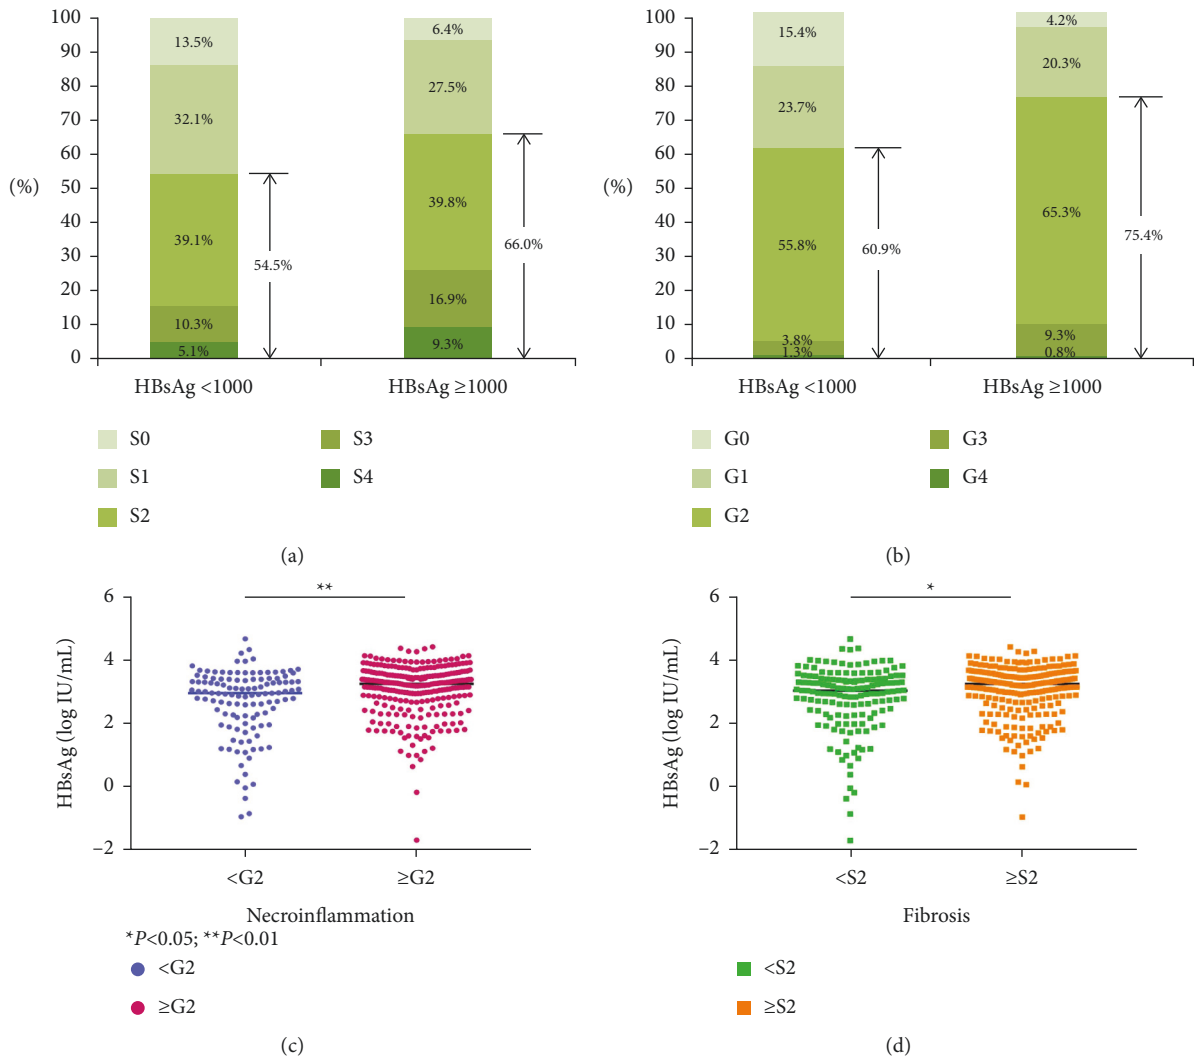 100
90
80
70
60
(%) 50
40
30
20
10
0
13.5%
32.1%
39.1%
10.3%
5.1%
54.5%
6.4%
27.5%
39.8%
16.9%
9.3%
66.0%
HBsAg <1000
HBsAg ≥1000
S0
S1
S2
S3
S4
(a)
100
90
80
70
60
(%) 50
40
30
20
10
0
15.4%
23.7%
55.8%
3.8%
1.3%
60.9%
4.2%
20.3%
65.3%
9.3%
0.8%
75.4%
HBsAg <1000
HBsAg ≥1000
G0
G1
G2
G3
G4
(b)
HBsAg (log IU/mL)
6
4
2
0
−2
**
<G2
≥G2
Necroinflammation
*P<0.05; **P<0.01
<G2
≥G2
(c)
HBsAg (log IU/mL)
6
4
2
0
−2
*
<S2
≥S2
Fibrosis
<S2
≥S2
(d)